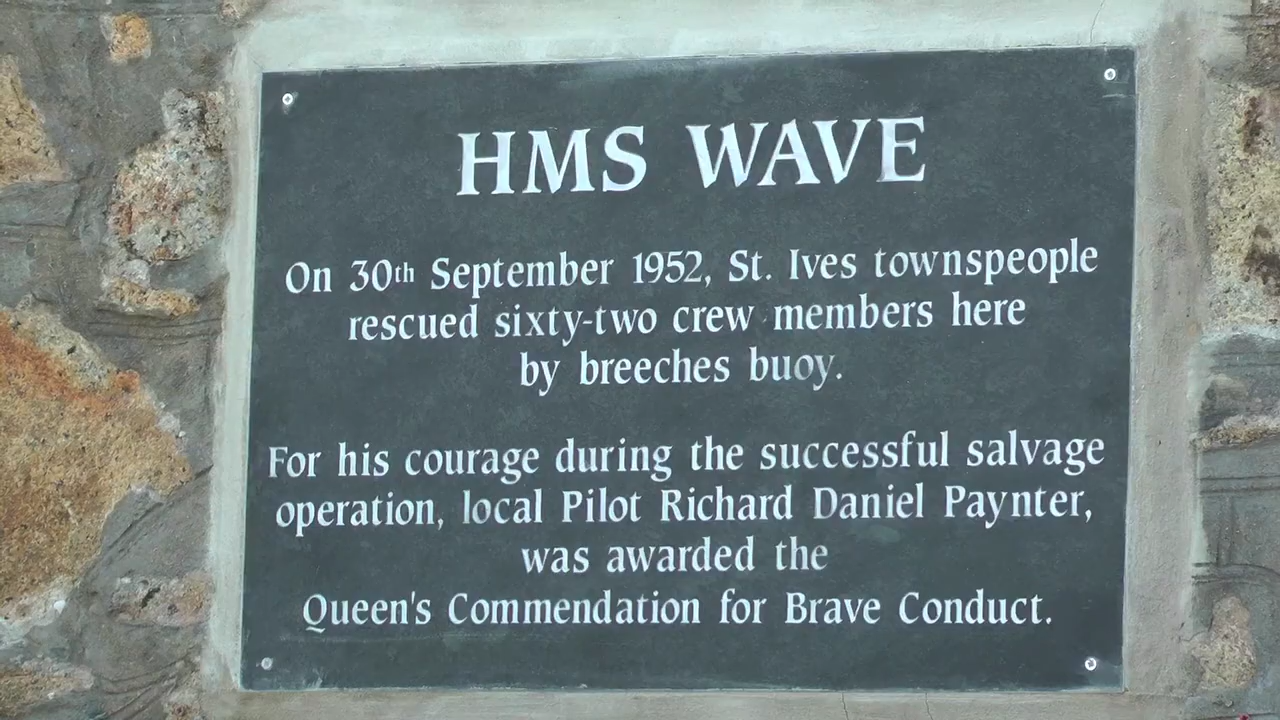 HMS WAVE
On 30th September 1952, St. Ives townspeople
rescued sixty-two crew members here
by breeches buoy.
For his courage during the successful salvage
operation, local Pilot Richard Daniel Paynter,
was awarded the
Queen's Commendation for Brave Conduct.